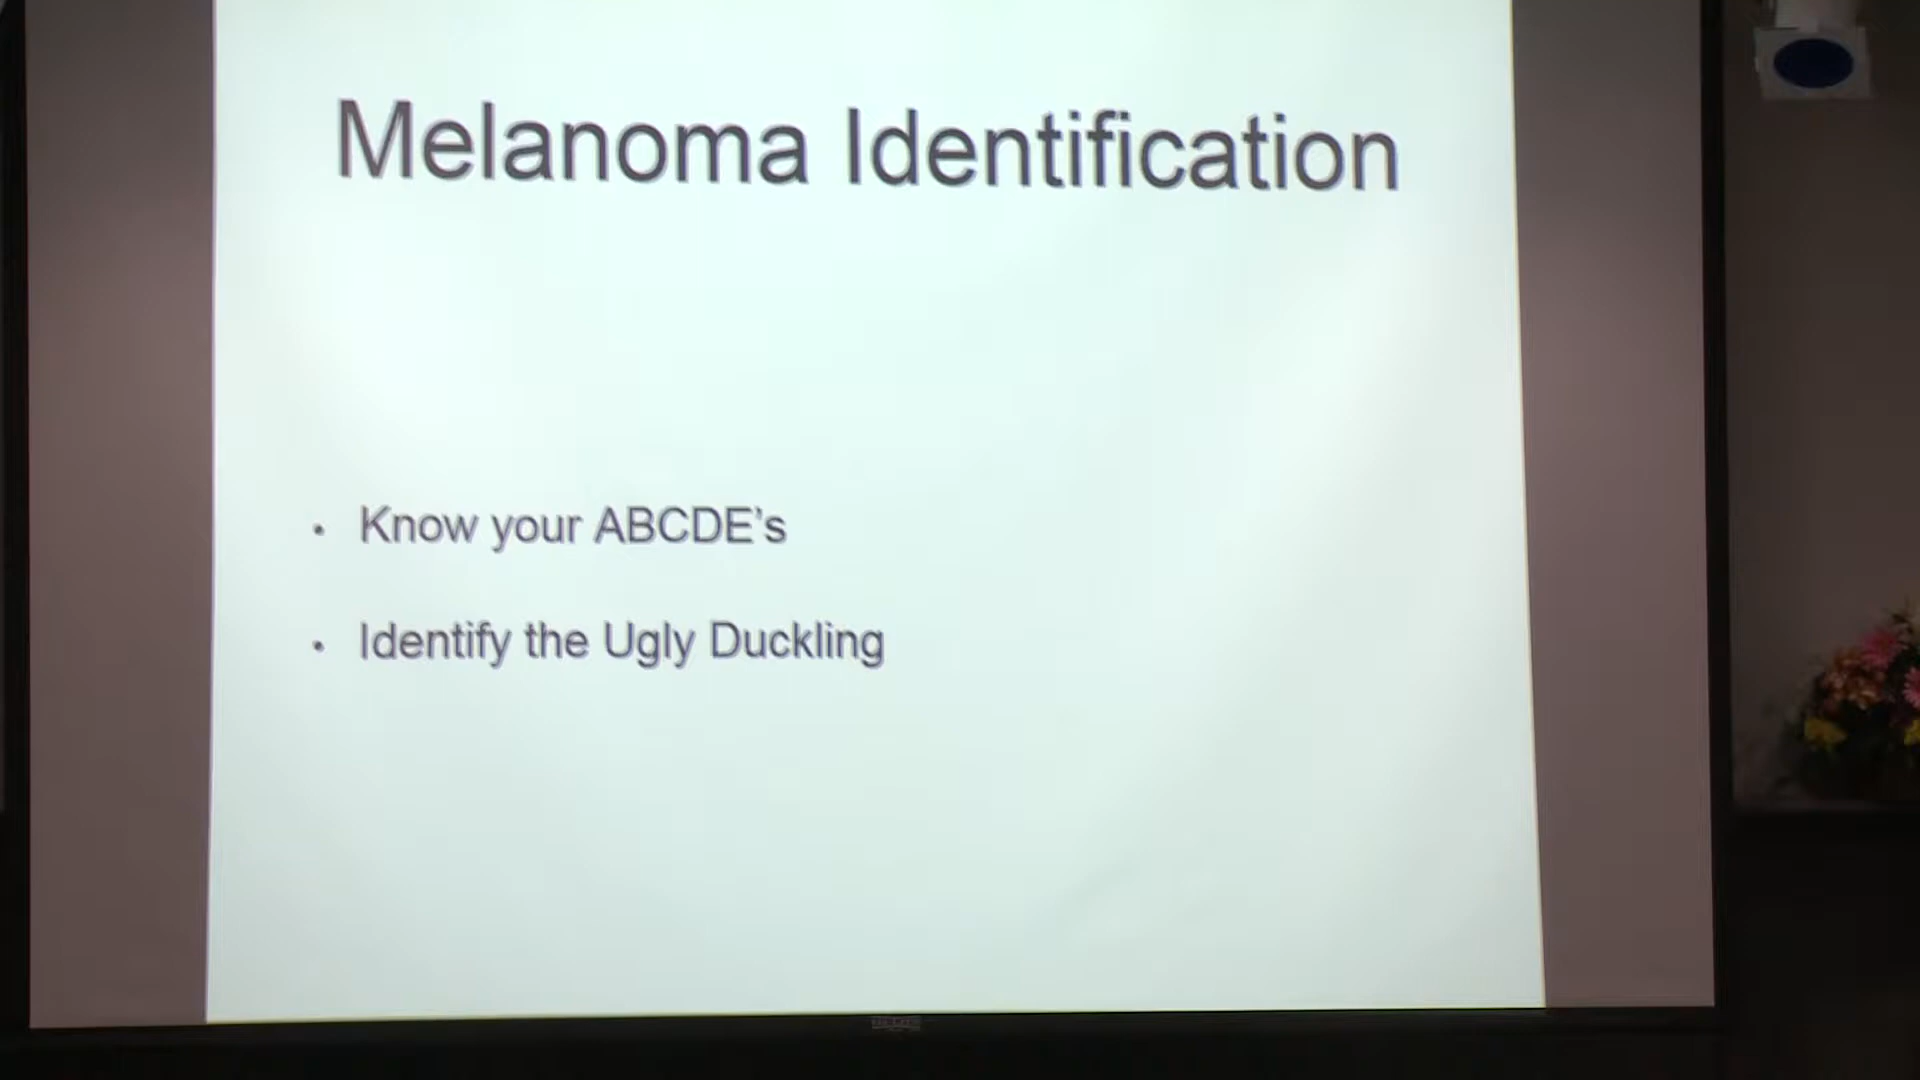 Melanoma Identification
• Know your ABCDE's
• Identify the Ugly Duckling